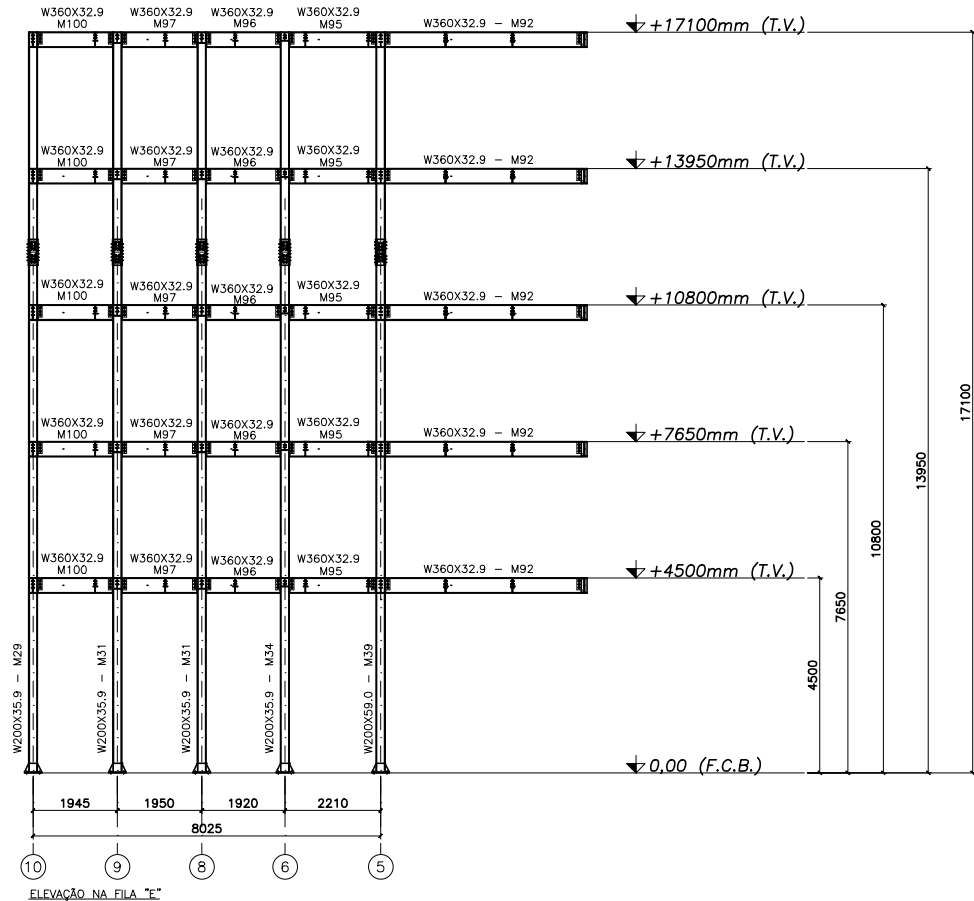 W360X32.9 W360X32.9 W360X32.9 W360X32.9
M100 M97 M96 M95 W360X32.9 - M92
+17100mm (T.V.)
W360X32.9 W360X32.9 W360X32.9 W360X32.9
M100 M97 M96 M95 W360X32.9 - M92
+13950mm (T.V.)
W360X32.9 W360X32.9 W360X32.9 W360X32.9
M100 M97 M96 M95 W360X32.9 - M92
+10800mm (T.V.)
W360X32.9 W360X32.9 W360X32.9 W360X32.9
M100 M97 M96 M95 W360X32.9 - M92
+7650mm (T.V.)
W360X32.9 W360X32.9 W360X32.9 W360X32.9
M100 M97 M96 M95 W360X32.9 - M92
+4500mm (T.V.)
W200X35.9 - M29
W200X35.9 - M31
W200X35.9 - M31
W200X35.9 - M34
W200X59.0 - M39
0,00 (F.C.B.)
4500
7650
10800
13950
17100
1945 1950 1920 2210
8025
10 9 8 6 5
ELEVAÇÃO NA FILA "E"